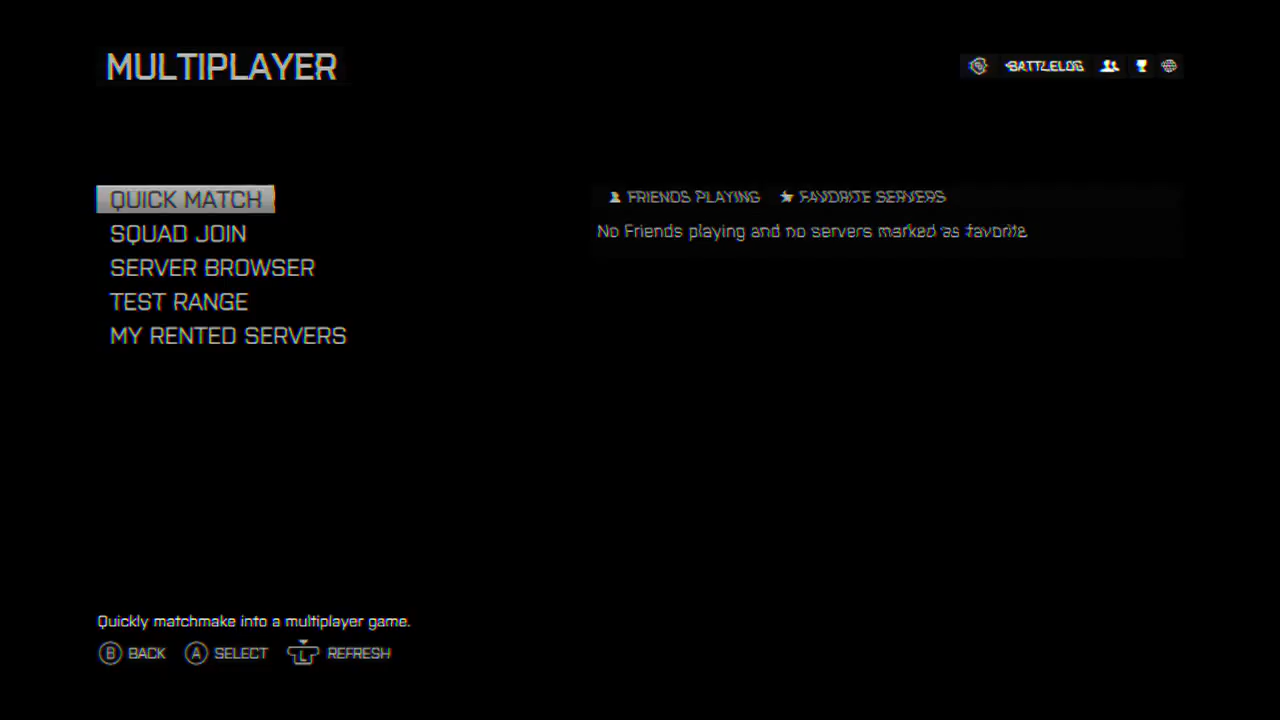 MULTIPLAYER
BATTLELOG
QUICK MATCH
SQUAD JOIN
SERVER BROWSER
TEST RANGE
MY RENTED SERVERS
FRIENDS PLAYING FAVORITE SERVERS
No Friends playing and no servers marked as favorite
Quickly matchmake into a multiplayer game.
B BACK A SELECT L REFRESH